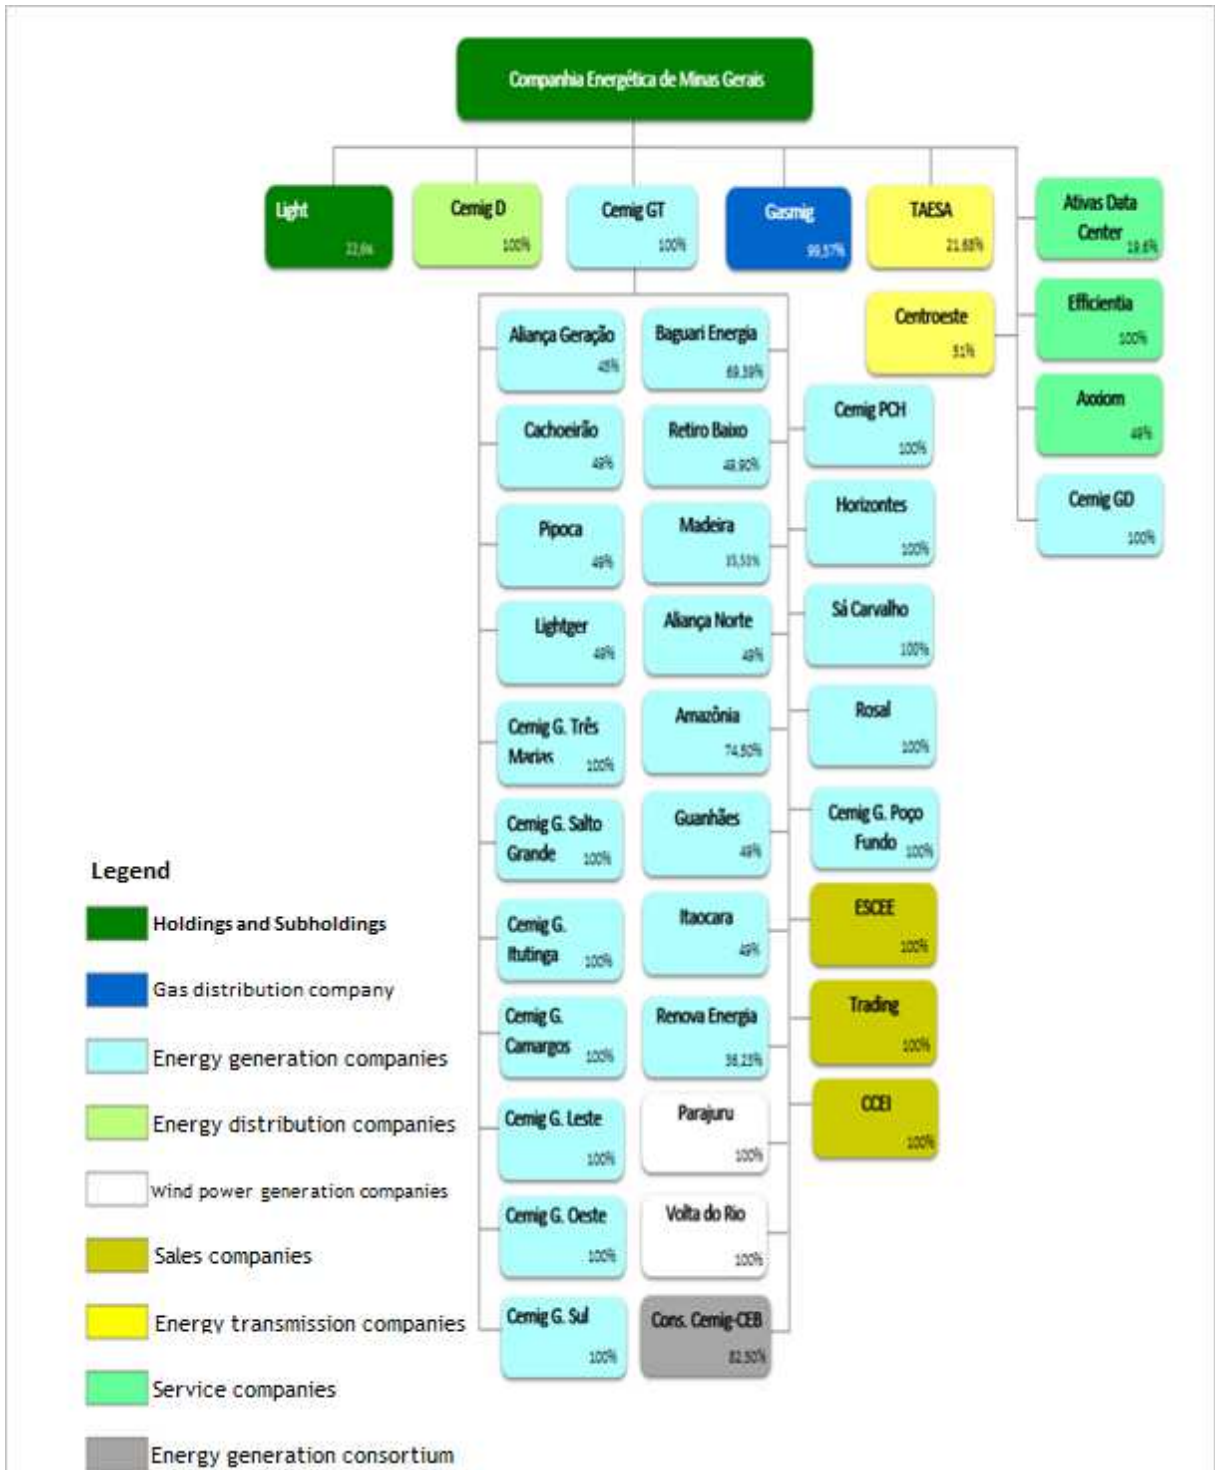 Companhia Energética de Minas Gerais
Light
Cemig D
100%
Cemig GT
100%
Gasmig
99,57%
TAESA
21.68%
Ativas Data
Center
19.6%
Centroeste
51%
Efficientia
100%
Axxiom
49%
Cemig GD
100%
Aliança Geração
45%
Cachoeirão
49%
Pipoca
49%
Lightger
49%
Cemig G. Três
Marias
100%
Cemig G. Salto
Grande
100%
Cemig G.
Itutinga
100%
Cemig G.
Camargos
100%
Cemig G. Leste
100%
Cemig G. Oeste
100%
Cemig G. Sul
100%
Baguari Energia
69.39%
Retiro Baixo
49.90%
Madeira
Aliança Norte
49%
Amazônia
74,50%
Guanhães
49%
Itaocara
49%
Renova Energia
36,23%
Parajuru
100%
Volta do Rio
100%
Cons. Cemig-CEB
82.50%
Cemig PCH
100%
Horizontes
100%
Sá Carvalho
100%
Rosal
100%
Cemig G. Poço
Fundo
100%
ESCEE
100%
Trading
100%
CCEI
100%
Legend
Holdings and Subholdings
Gas distribution company
Energy generation companies
Energy distribution companies
Wind power generation companies
Sales companies
Energy transmission companies
Service companies
Energy generation consortium